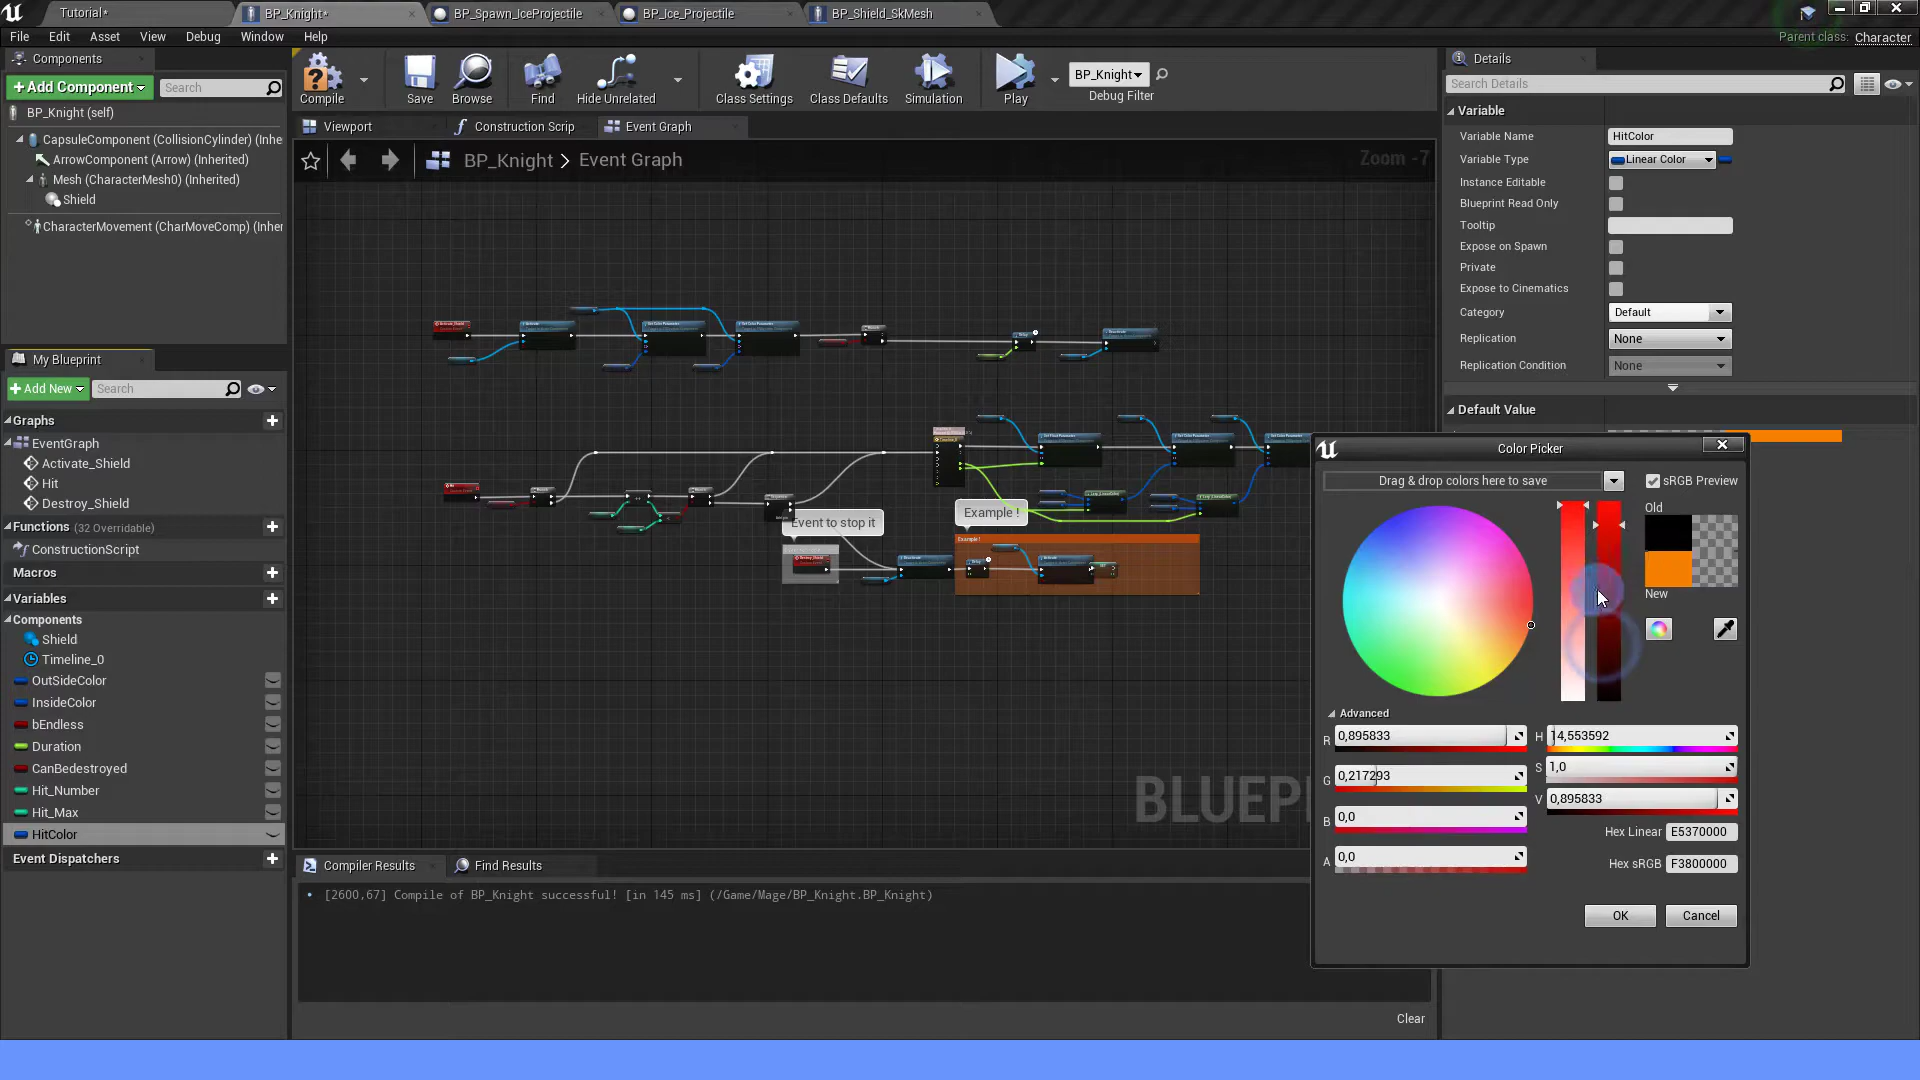 Tutorial*
BP_Knight*
BP_Spawn_IceProjectile
BP_Ice_Projectile
BP_Shield_SkMesh
File
Edit
Asset
View
Debug
Window
Help
Parent class: Character
Components
+Add Component
Search
BP_Knight (self)
CapsuleComponent (CollisionCylinder) (Inhe
ArrowComponent (Arrow) (Inherited)
Mesh (CharacterMesh0) (Inherited)
Shield
CharacterMovement (CharMoveComp) (Inher
Compile
Save
Browse
Find
Hide Unrelated
Class Settings
Class Defaults
Simulation
Play
BP_Knight
Debug Filter
Viewport
Construction Scrip
Event Graph
BP_Knight > Event Graph
Zoom -7
Event to stop it
Example !
Example !
BLUEP
My Blueprint
+Add New
Search
Graphs
EventGraph
Activate_Shield
Hit
Destroy_Shield
Functions (32 Overridable)
ConstructionScript
Macros
Variables
Components
Shield
Timeline_0
OutSideColor
InsideColor
bEndless
Duration
CanBedestroyed
Hit_Number
Hit_Max
HitColor
Event Dispatchers
Compiler Results
Find Results
[2600,67] Compile of BP_Knight successful! [in 145 ms] (/Game/Mage/BP_Knight.BP_Knight)
Clear
Details
Search Details
Variable
Variable Name HitColor
Variable Type Linear Color
Instance Editable
Blueprint Read Only
Tooltip
Expose on Spawn
Private
Expose to Cinematics
Category Default
Replication None
Replication Condition None
Default Value
Color Picker
Drag & drop colors here to save
sRGB Preview
Old
New
Advanced
R 0,895833
H 14,553592
G 0,217293
S 1,0
B 0,0
V 0,895833
Hex Linear E5370000
A 0,0
Hex sRGB F3800000
OK
Cancel